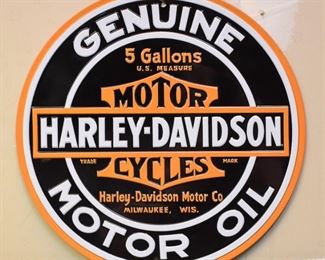 GENUINE
5 Gallons
U.S. MEASURE
MOTOR
HARLEY-DAVIDSON
TRADE MARK
CYCLES
Harley-Davidson Motor Co
MILWAUKEE, WIS.
MOTOR OIL